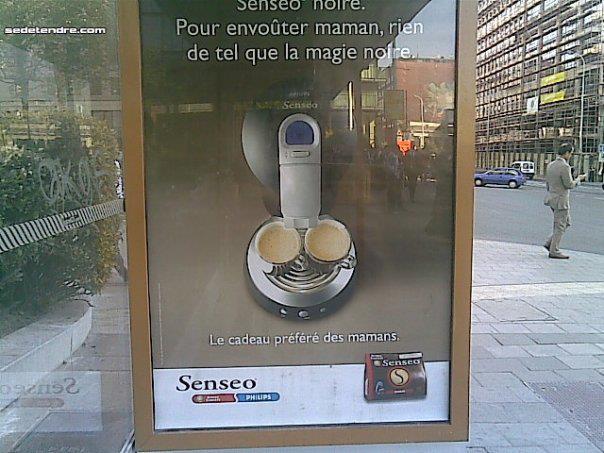 sedetendre.com
Senseo® noire.
Pour envoûter maman, rien
de tel que la magie noire.
Senseo
Le cadeau préféré des mamans.
Senseo®
PHILIPS